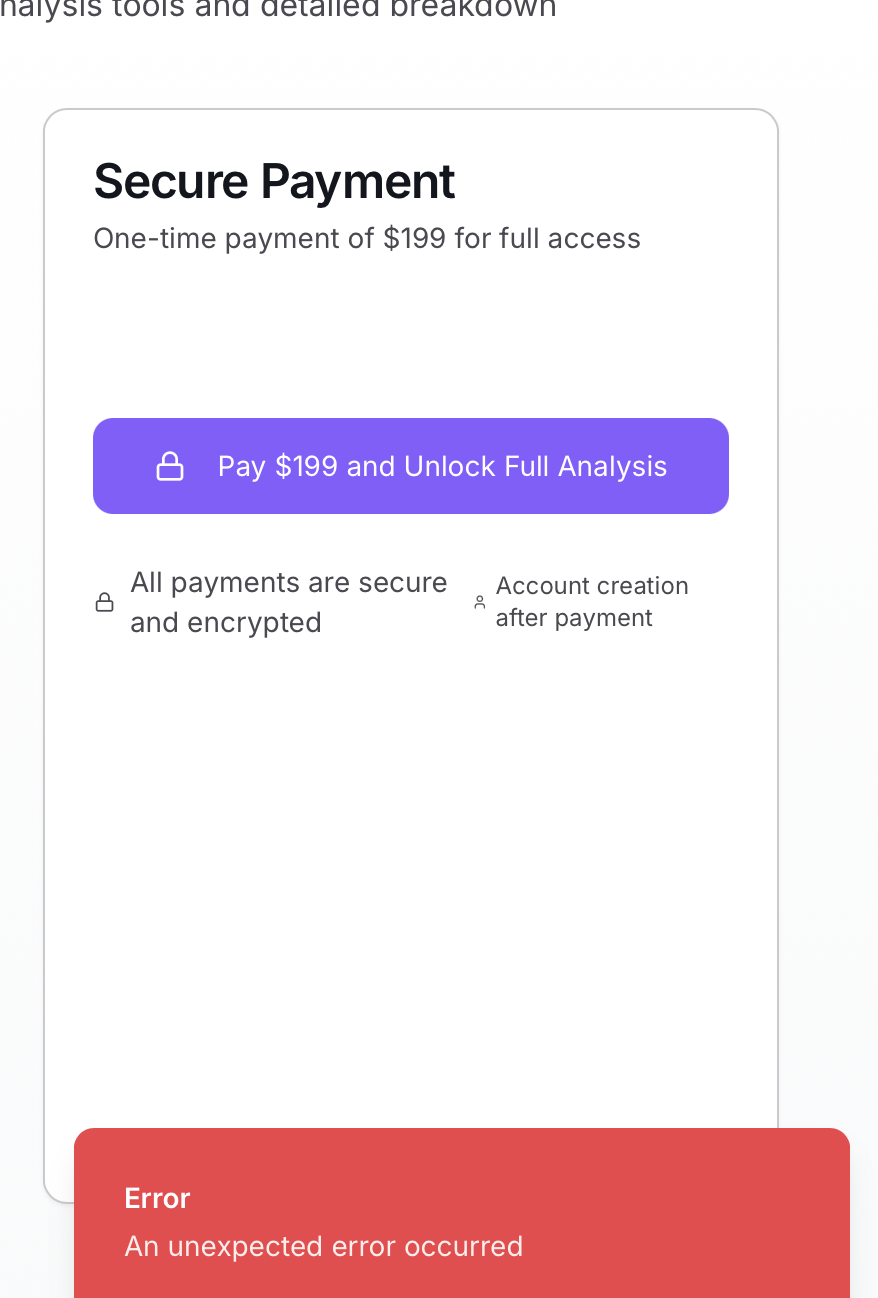 nalysis tools and detailed breakdown
Secure Payment
One-time payment of $199 for full access
Pay $199 and Unlock Full Analysis
All payments are secure
and encrypted
Account creation
after payment
Error
An unexpected error occurred